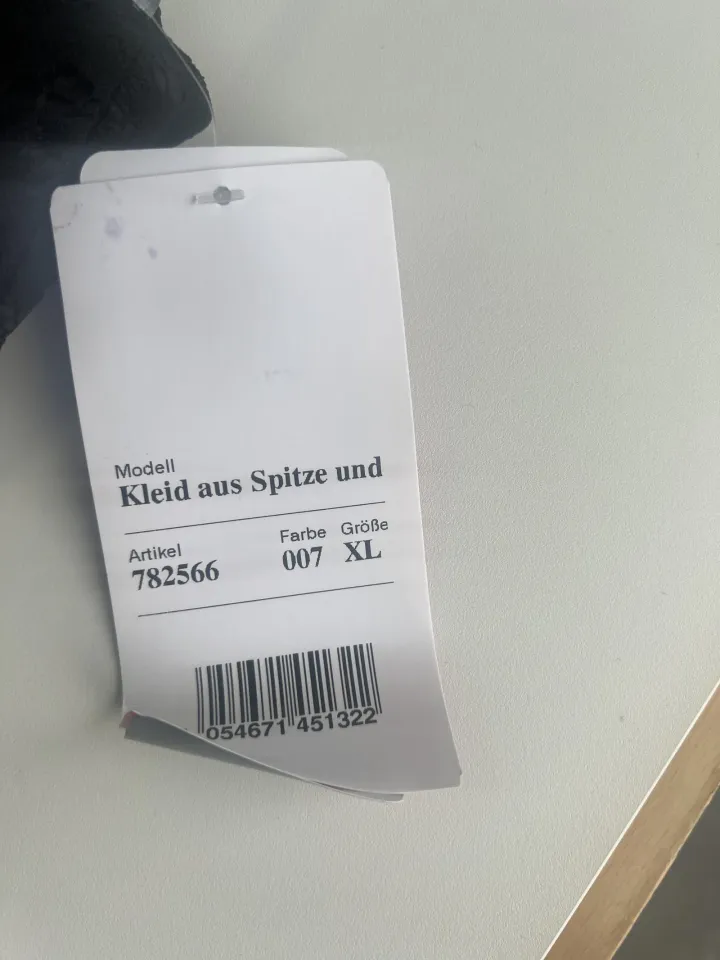 Modell
Kleid aus Spitze und
Artikel Farbe Größe
782566 007 XL
054671 451322